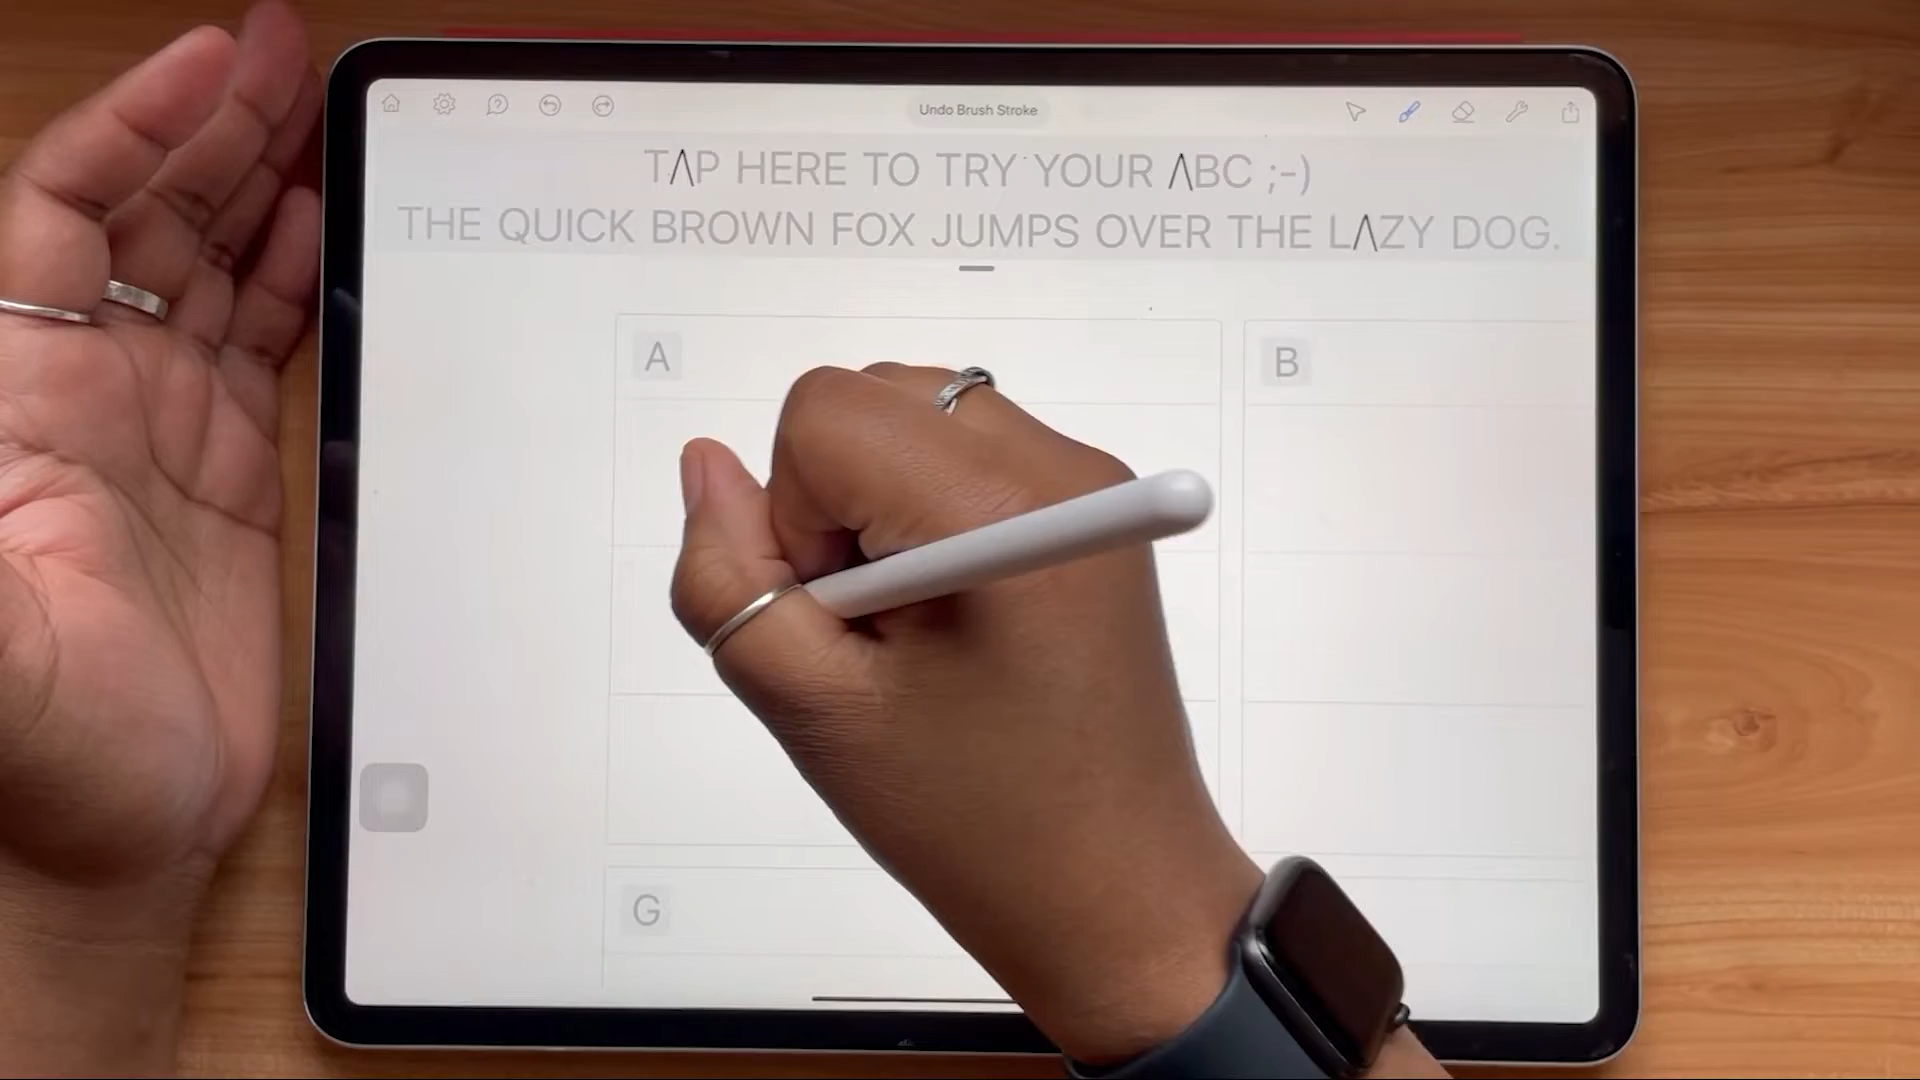 Undo Brush Stroke
TΛP HERE TO TRY YOUR ΛBC ;-)
THE QUICK BROWN FOX JUMPS OVER THE LΛZY DOG.
A
B
G